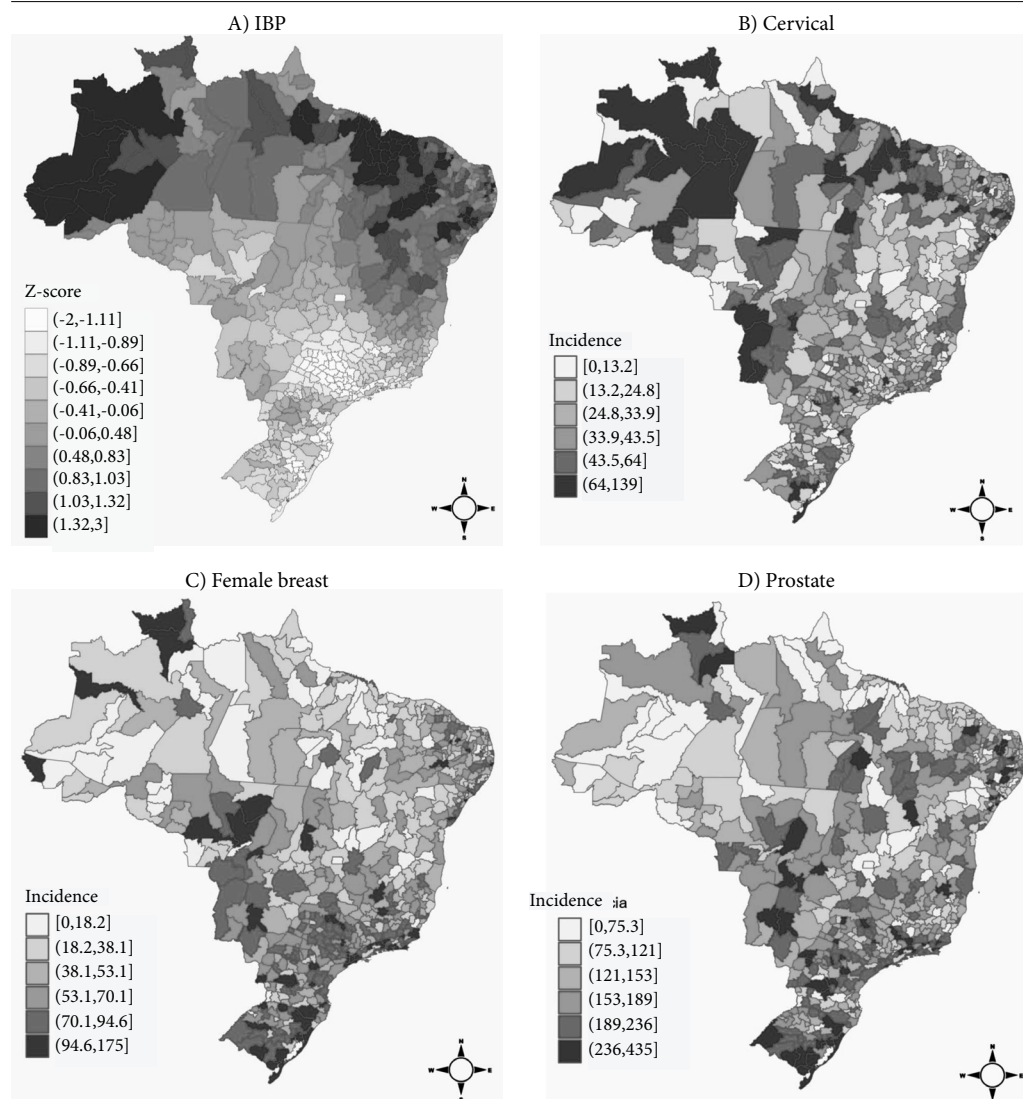 A) IBP
Z-score
(-2,-1.11]
(-1.11,-0.89]
(-0.89,-0.66]
(-0.66,-0.41]
(-0.41,-0.06]
(-0.06,0.48]
(0.48,0.83]
(0.83,1.03]
(1.03,1.32]
(1.32,3]
N
W E
S
B) Cervical
Incidence
[0,13.2]
(13.2,24.8]
(24.8,33.9]
(33.9,43.5]
(43.5,64]
(64,139]
N
W E
S
C) Female breast
Incidence
[0,18.2]
(18.2,38.1]
(38.1,53.1]
(53.1,70.1]
(70.1,94.6]
(94.6,175]
N
W E
S
D) Prostate
Incidence cia
[0,75.3]
(75.3,121]
(121,153]
(153,189]
(189,236]
(236,435]
N
W E
S